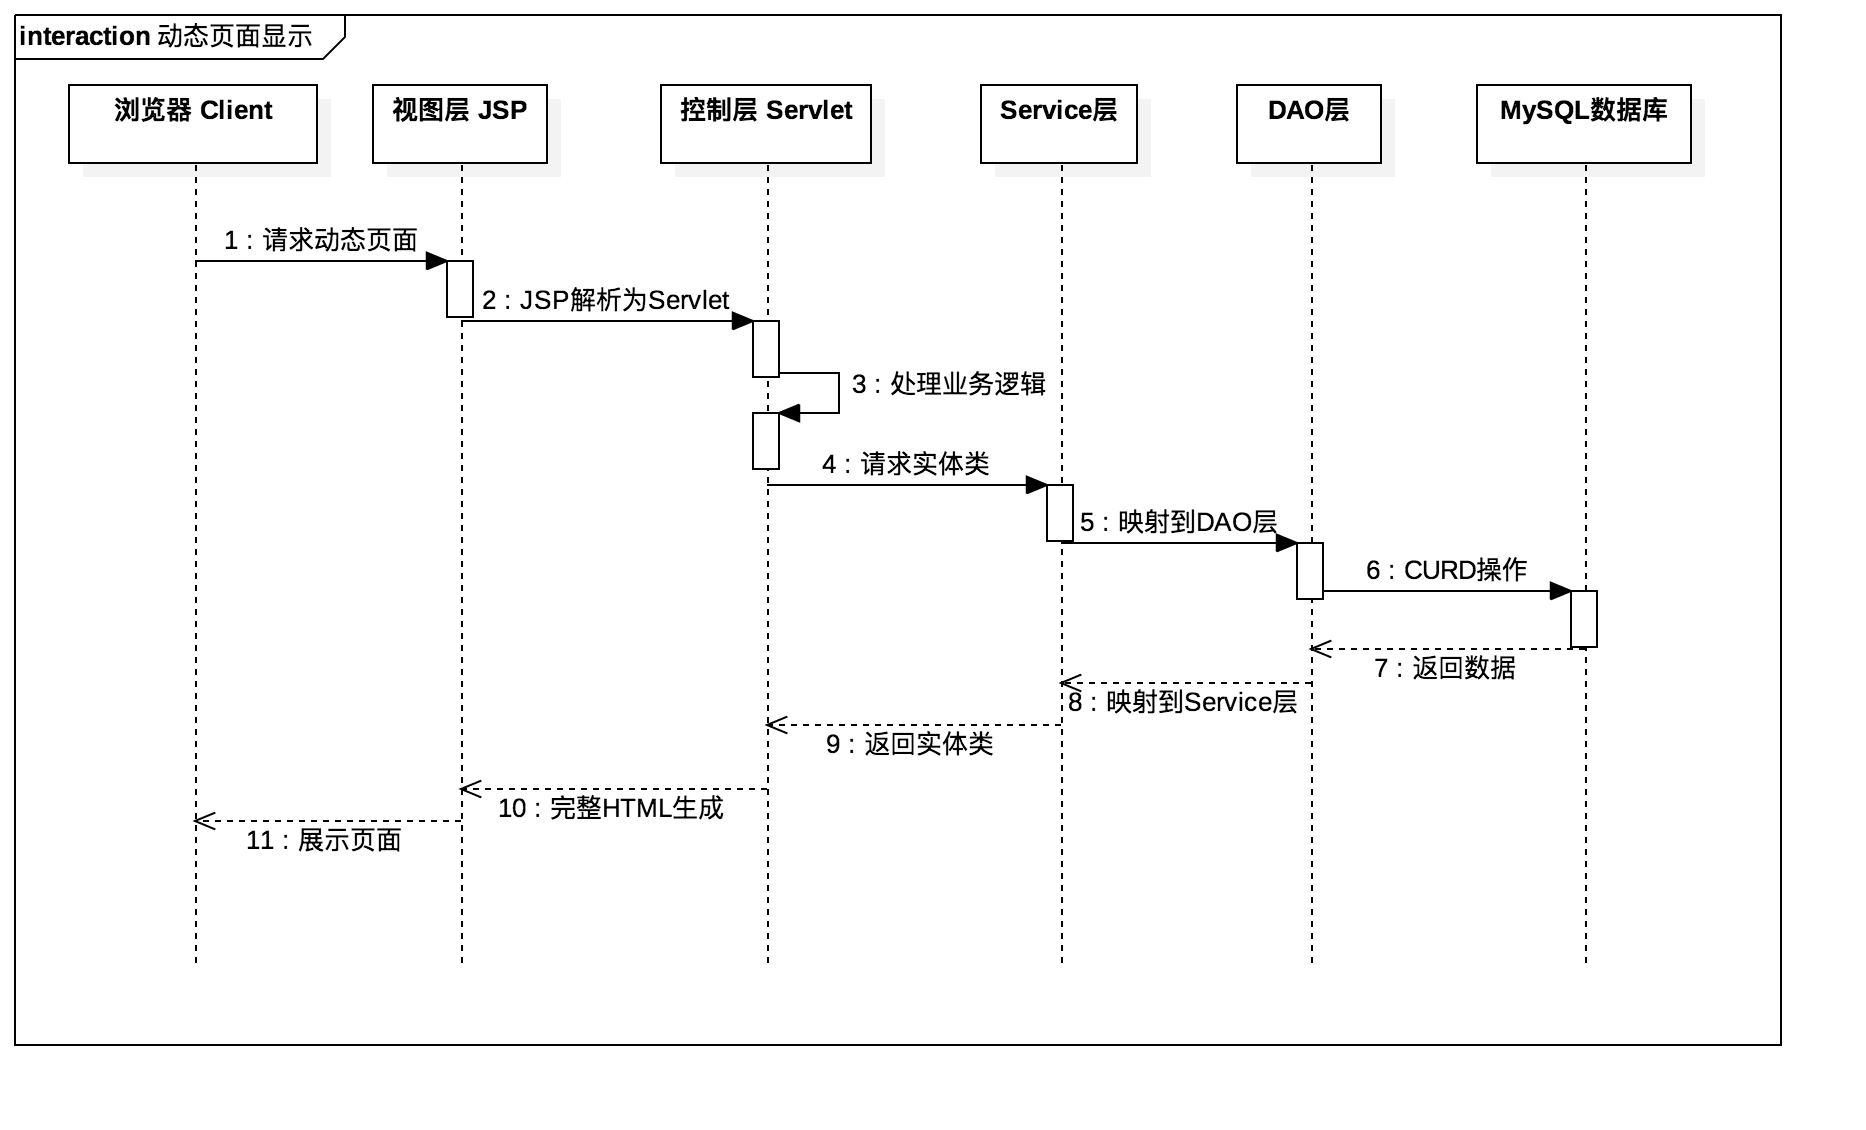 interaction 动态页面显示
浏览器 Client
视图层 JSP
控制层 Servlet
Service层
DAO层
MySQL数据库
1 : 请求动态页面
2 : JSP解析为Servlet
3 : 处理业务逻辑
4 : 请求实体类
5 : 映射到DAO层
6 : CURD操作
7 : 返回数据
8 : 映射到Service层
9 : 返回实体类
10 : 完整HTML生成
11 : 展示页面